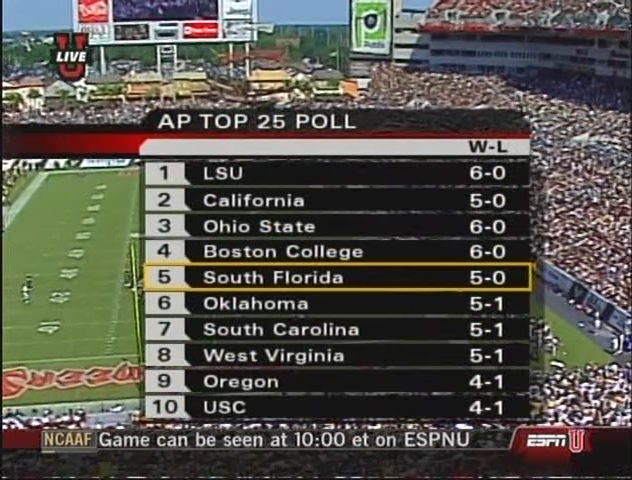 U
LIVE
Coca-Cola
Publix
AP TOP 25 POLL
W-L
1 LSU 6-0
2 California 5-0
3 Ohio State 6-0
4 Boston College 6-0
5 South Florida 5-0
6 Oklahoma 5-1
7 South Carolina 5-1
8 West Virginia 5-1
9 Oregon 4-1
10 USC 4-1
NCAAF Game can be seen at 10:00 et on ESPNU
ESPN U